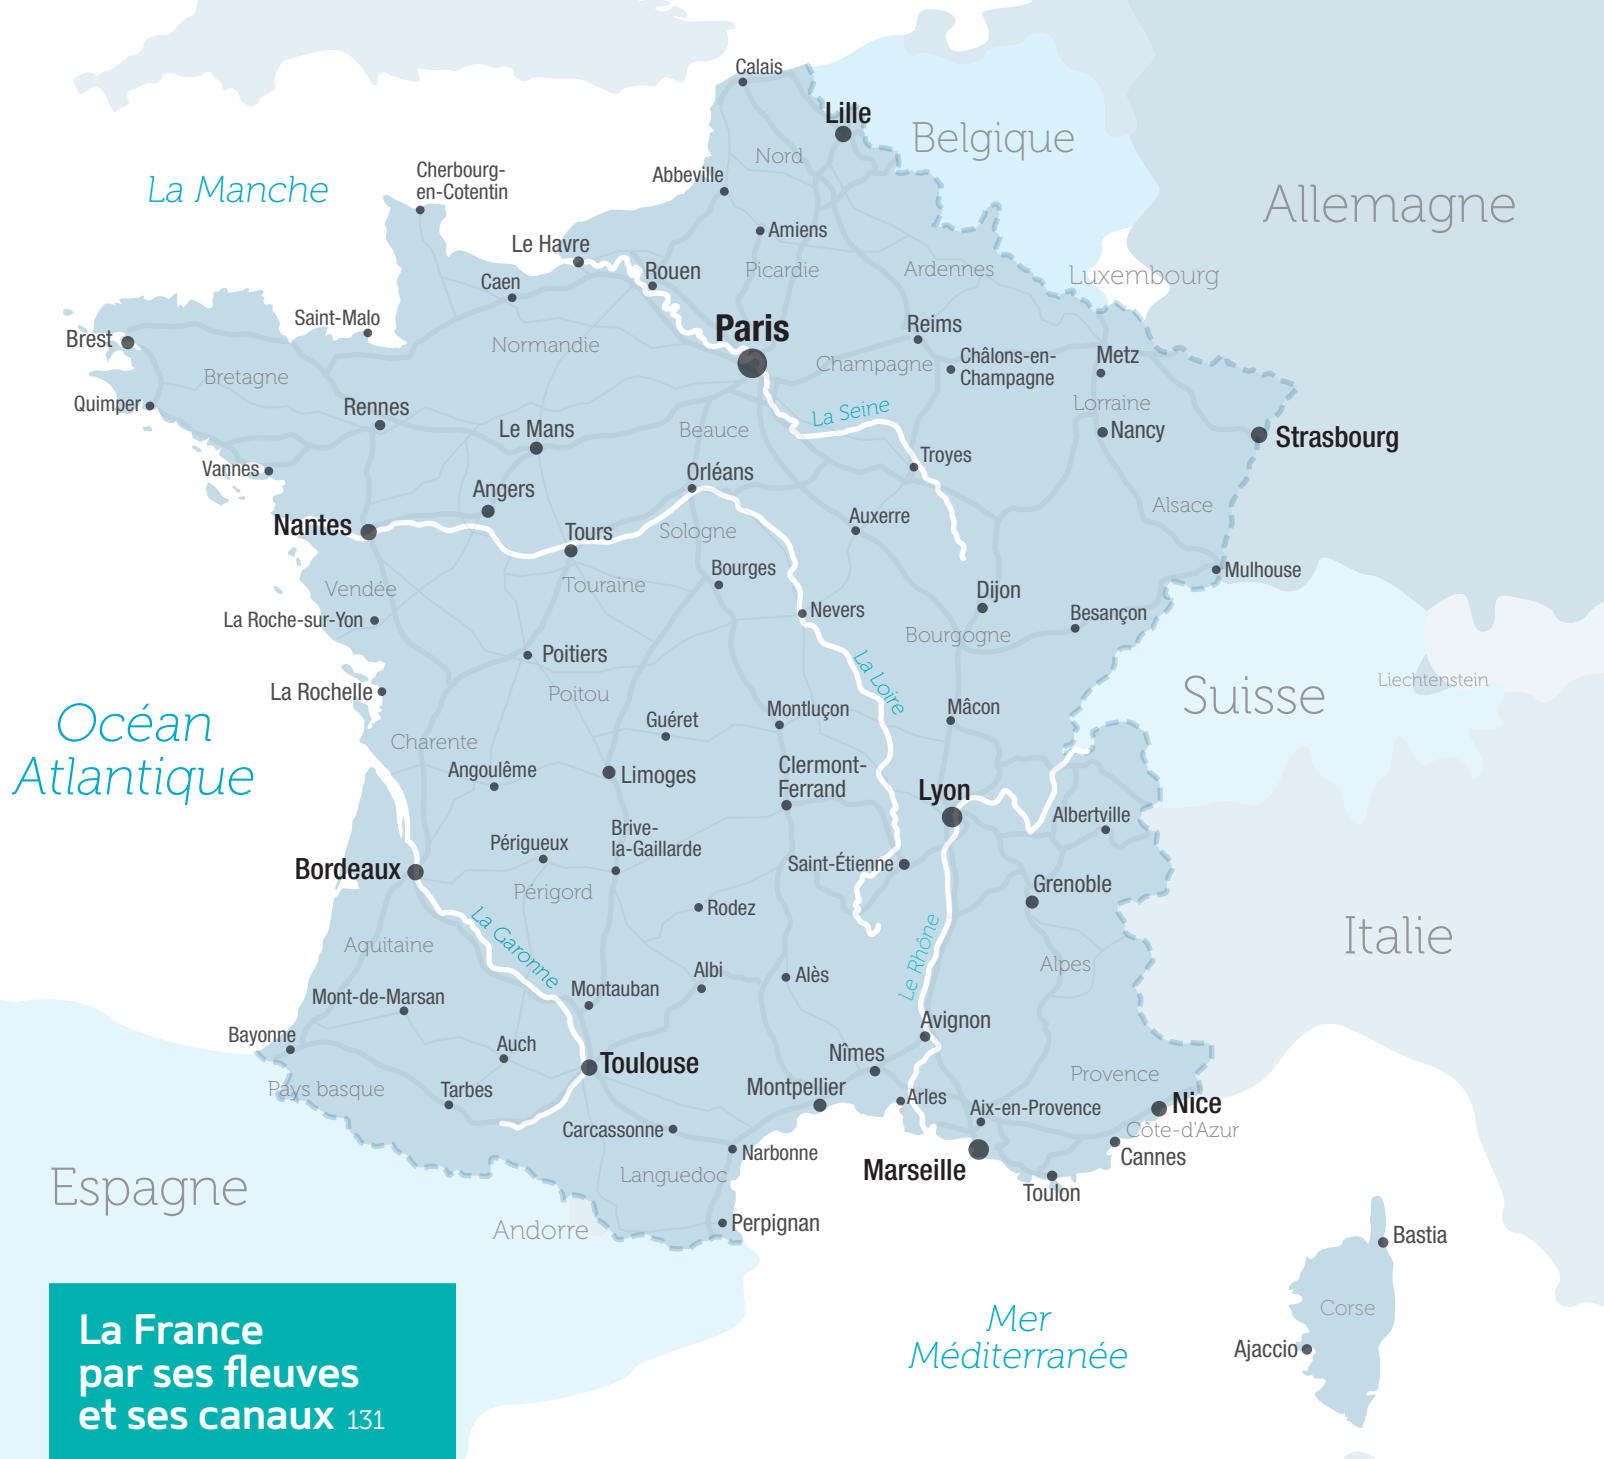 Calais
Lille
Belgique
Nord
Allemagne
La Manche
Cherbourg-
en-Cotentin
Abbeville
Amiens
Le Havre
Rouen
Picardie
Ardennes
Luxembourg
Caen
Saint-Malo
Brest
Normandie
Paris
Reims
Champagne
Châlons-en-
Champagne
Metz
Bretagne
Quimper
Rennes
Lorraine
La Seine
Le Mans
Beauce
Nancy
Strasbourg
Vannes
Troyes
Orléans
Angers
Alsace
Nantes
Tours
Sologne
Auxerre
Bourges
Mulhouse
Vendée
Touraine
Dijon
La Roche-sur-Yon
Nevers
Besançon
Bourgogne
Poitiers
La Loire
Suisse
Liechtenstein
La Rochelle
Poitou
Océan
Atlantique
Guéret
Montluçon
Mâcon
Charente
Angoulême
Limoges
Clermont-
Ferrand
Lyon
Albertville
Périgueux
Brive-
la-Gaillarde
Bordeaux
Saint-Étienne
Grenoble
Périgord
Rodez
La Garonne
Le Rhône
Italie
Aquitaine
Alpes
Albi
Alès
Mont-de-Marsan
Montauban
Avignon
Bayonne
Auch
Toulouse
Nîmes
Pays basque
Tarbes
Montpellier
Arles
Provence
Aix-en-Provence
Nice
Côte-d'Azur
Carcassonne
Narbonne
Marseille
Cannes
Languedoc
Toulon
Espagne
Andorre
Perpignan
Bastia
Corse
Mer
Méditerranée
Ajaccio
La France
par ses fleuves
et ses canaux 131